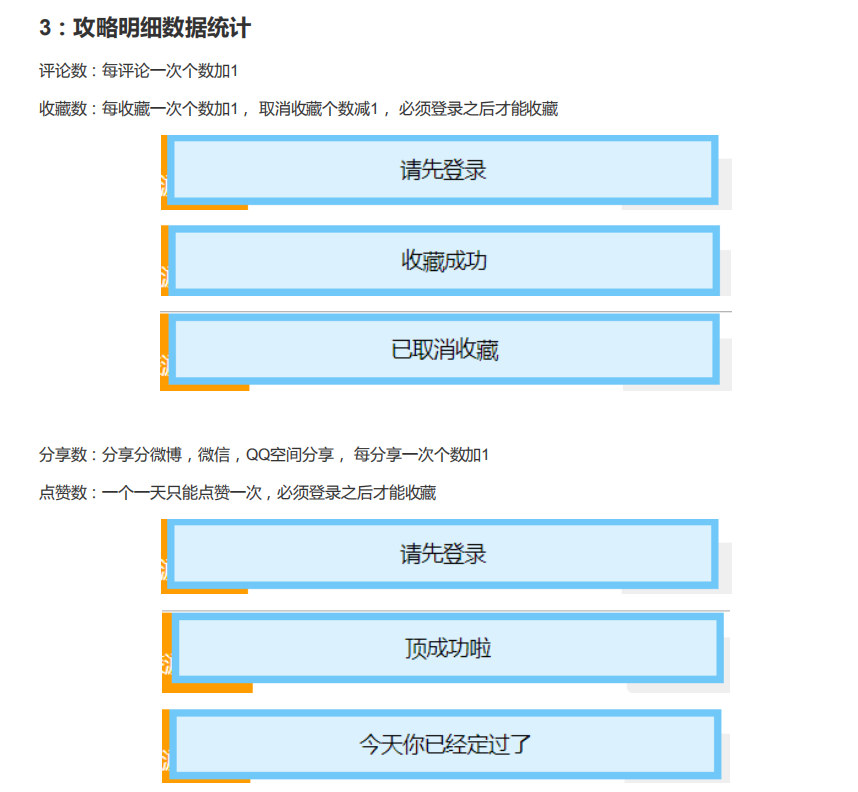 3：攻略明细数据统计
评论数：每评论一次个数加1
收藏数：每收藏一次个数加1， 取消收藏个数减1， 必须登录之后才能收藏
请先登录
收藏成功
已取消收藏
分享数：分享分微博，微信，QQ空间分享， 每分享一次个数加1
点赞数：一个一天只能点赞一次，必须登录之后才能收藏
请先登录
顶成功啦
今天你已经定过了